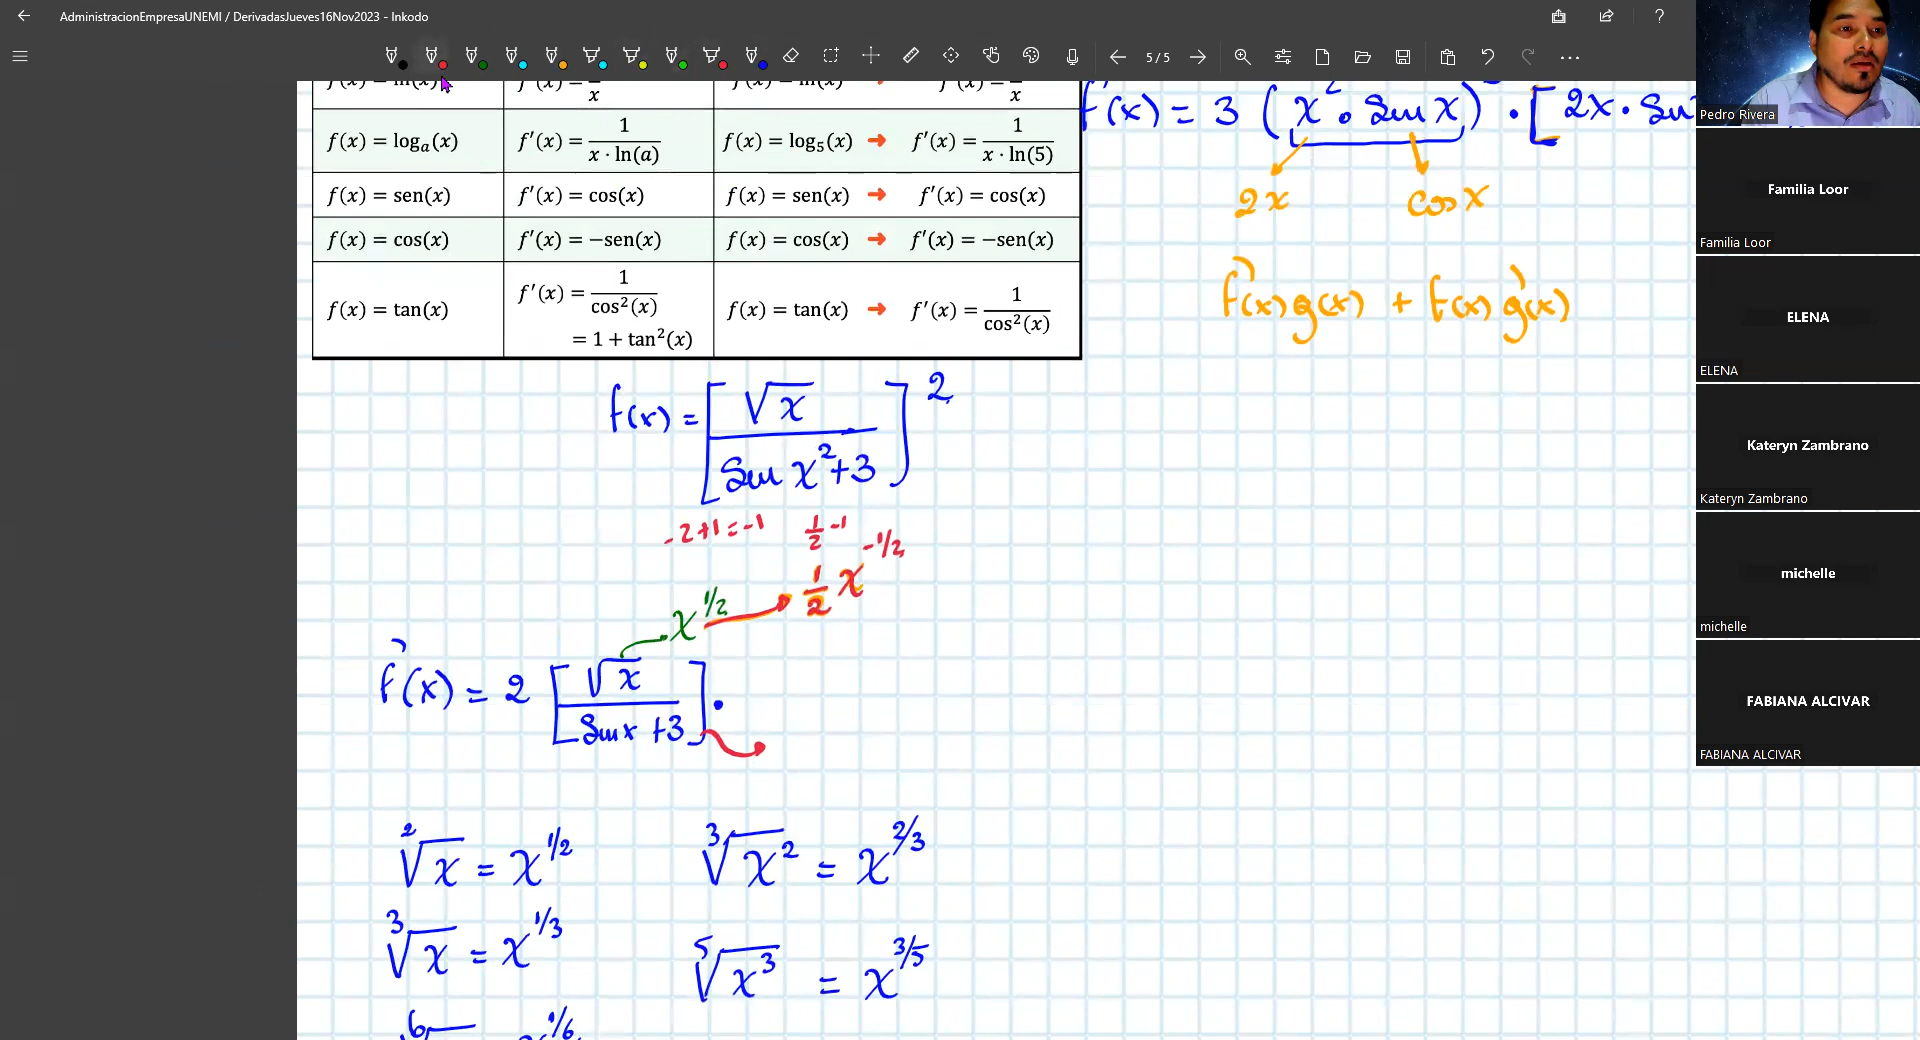 AdministracionEmpresaUNEMI / DerivadasJueves16Nov2023 - Inkodo
5 / 5
f(x) = ln(x) f'(x) = 1/x f(x) = ln(x) ➜ f'(x) = 1/x
f(x) = logₐ(x) f'(x) = 1/(x · ln(a)) f(x) = log₅(x) ➜ f'(x) = 1/(x · ln(5))
f(x) = sen(x) f'(x) = cos(x) f(x) = sen(x) ➜ f'(x) = cos(x)
f(x) = cos(x) f'(x) = −sen(x) f(x) = cos(x) ➜ f'(x) = −sen(x)
f(x) = tan(x) f'(x) = 1/cos²(x) = 1 + tan²(x) f(x) = tan(x) ➜ f'(x) = 1/cos²(x)
f'(x) = 3 (x² · Sen x) · [2x · Sen
2x cos x
f'(x) g(x) + f(x) g'(x)
f(x) = [√x / Sen x² + 3]²
-2+1=-1 1/2 -1
x^1/2 → 1/2 x^-1/2
f'(x) = 2 [√x / Sen x + 3] ·
²√x = x^1/2 ³√x² = x^2/3
³√x = x^1/3 ⁵√x³ = x^3/5
Pedro Rivera
Familia Loor
Familia Loor
ELENA
ELENA
Kateryn Zambrano
Kateryn Zambrano
michelle
michelle
FABIANA ALCIVAR
FABIANA ALCIVAR